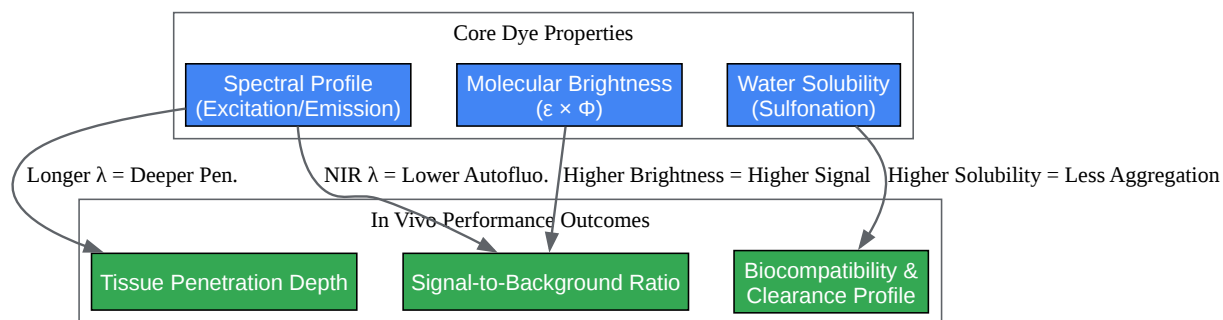 Core Dye Properties
Spectral Profile
(Excitation/Emission)
Molecular Brightness
(ε × Φ)
Water Solubility
(Sulfonation)
Longer λ = Deeper Pen.
NIR λ = Lower Autofluo.
Higher Brightness = Higher Signal
Higher Solubility = Less Aggregation
In Vivo Performance Outcomes
Tissue Penetration Depth
Signal-to-Background Ratio
Biocompatibility &
Clearance Profile